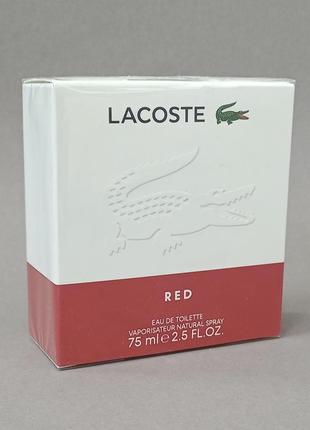 LACOSTE
RED
EAU DE TOILETTE
VAPORISATEUR NATURAL SPRAY
75 ml ℮ 2.5 FL.OZ.